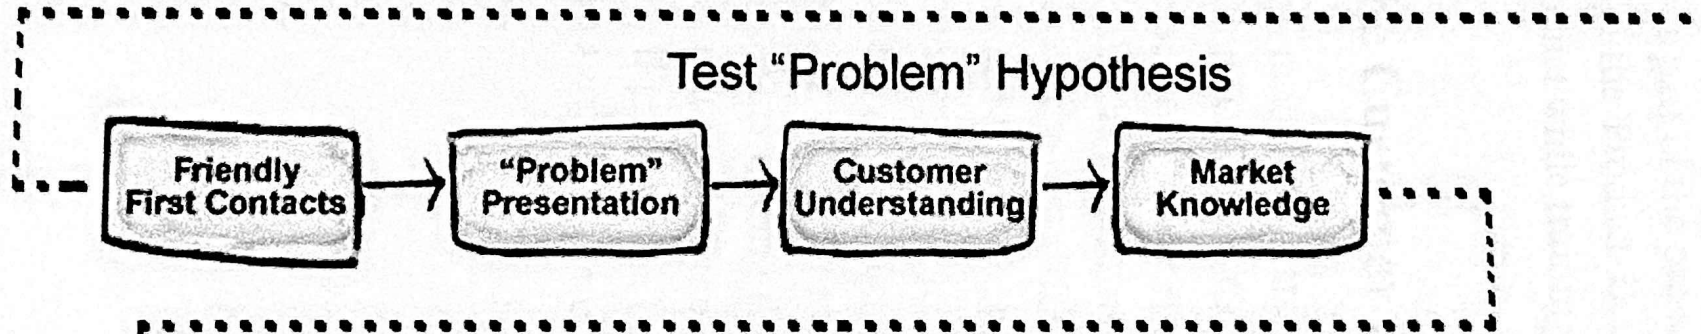 Test “Problem” Hypothesis
Friendly
First Contacts
“Problem”
Presentation
Customer
Understanding
Market
Knowledge